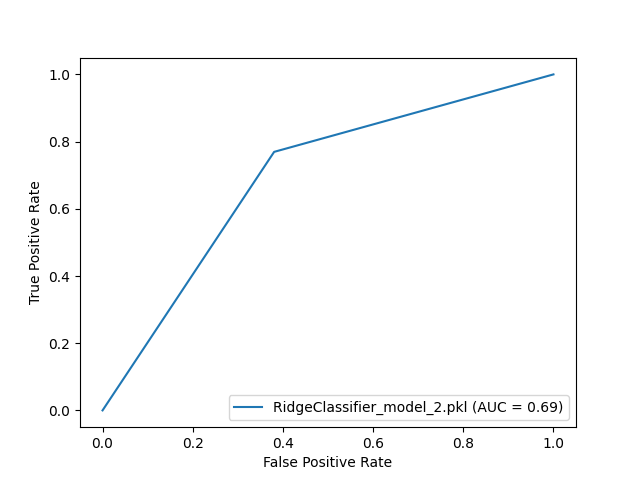 1.0
0.8
0.6
0.4
0.2
0.0
True Positive Rate
RidgeClassifier_model_2.pkl (AUC = 0.69)
0.0 0.2 0.4 0.6 0.8 1.0
False Positive Rate